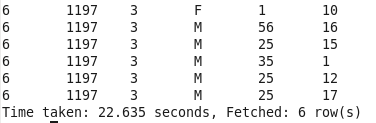 6 1197 3 F 1 10
6 1197 3 M 56 16
6 1197 3 M 25 15
6 1197 3 M 35 1
6 1197 3 M 25 12
6 1197 3 M 25 17
Time taken: 22.635 seconds, Fetched: 6 row(s)